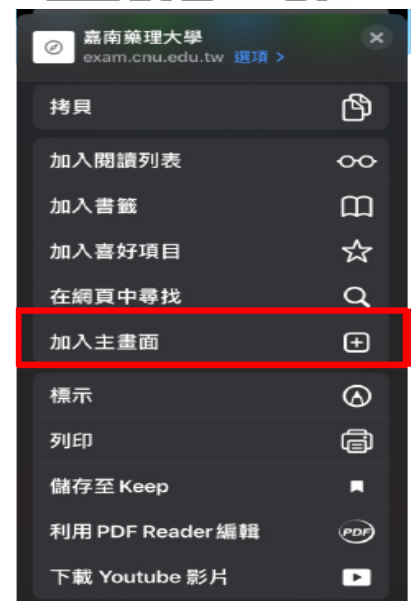 嘉南藥理大學
exam.cnu.edu.tw 選項 >
拷貝
加入閱讀列表
加入書籤
加入喜好項目
在網頁中尋找
加入主畫面
標示
列印
儲存至 Keep
利用 PDF Reader 編輯
PDF
下載 Youtube 影片